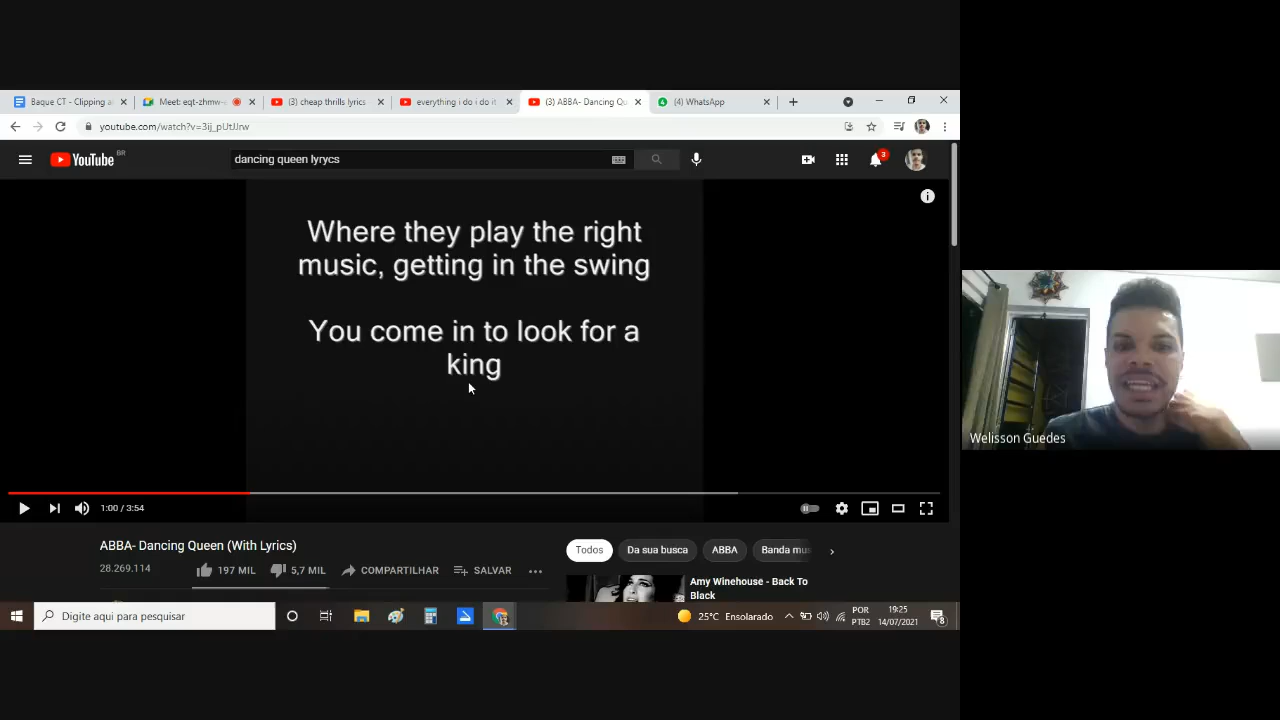 Baque CT - Clipping a
Meet: eqt-zhmw-
(3) cheap thrills lyrics
everything i do i do it
(3) ABBA- Dancing Qu
(4) WhatsApp
youtube.com/watch?v=3ij_pUtJJrw
YouTube BR
dancing queen lyrycs
3
Where they play the right
music, getting in the swing
You come in to look for a
king
Welisson Guedes
1:00 / 3:54
ABBA- Dancing Queen (With Lyrics)
28.269.114
197 MIL
5,7 MIL
COMPARTILHAR
SALVAR
Todos
Da sua busca
ABBA
Banda mus
Amy Winehouse - Back To
Black
Digite aqui para pesquisar
25°C Ensolarado
POR
PTB2
19:25
14/07/2021
8